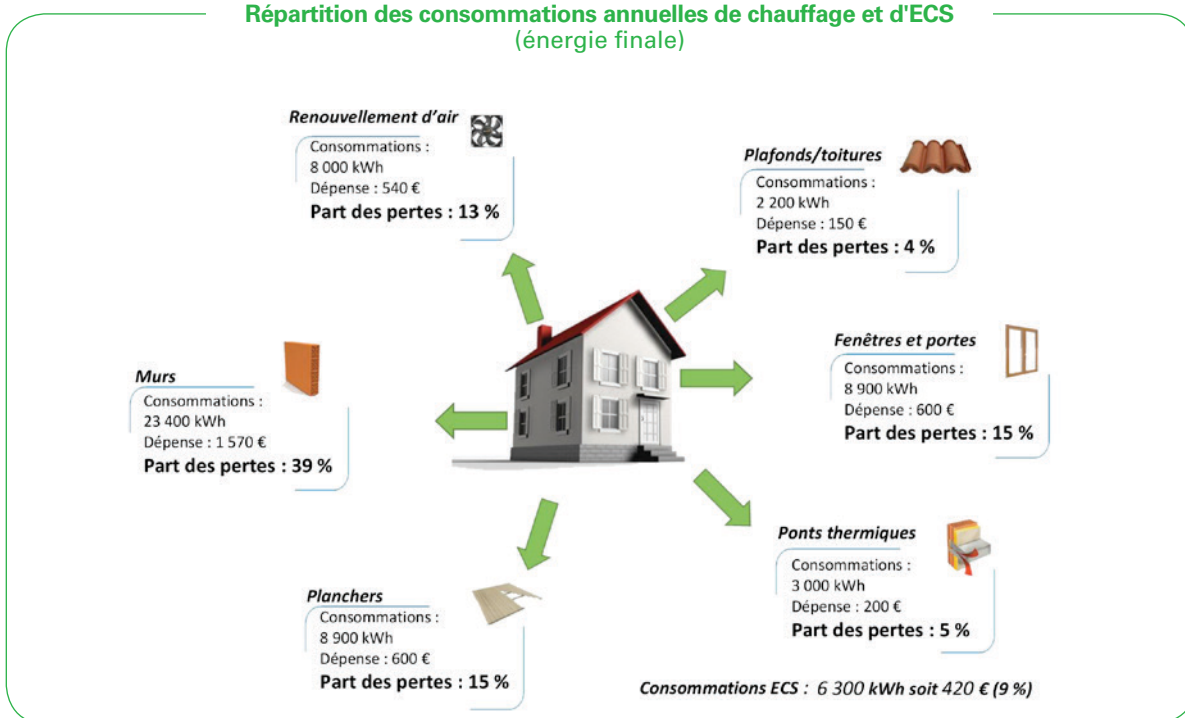 Répartition des consommations annuelles de chauffage et d'ECS
(énergie finale)
Renouvellement d'air
Consommations :
8 000 kWh
Dépense : 540 €
Part des pertes : 13 %
Plafonds/toitures
Consommations :
2 200 kWh
Dépense : 150 €
Part des pertes : 4 %
Fenêtres et portes
Consommations :
8 900 kWh
Dépense : 600 €
Part des pertes : 15 %
Murs
Consommations :
23 400 kWh
Dépense : 1 570 €
Part des pertes : 39 %
Ponts thermiques
Consommations :
3 000 kWh
Dépense : 200 €
Part des pertes : 5 %
Planchers
Consommations :
8 900 kWh
Dépense : 600 €
Part des pertes : 15 %
Consommations ECS : 6 300 kWh soit 420 € (9 %)